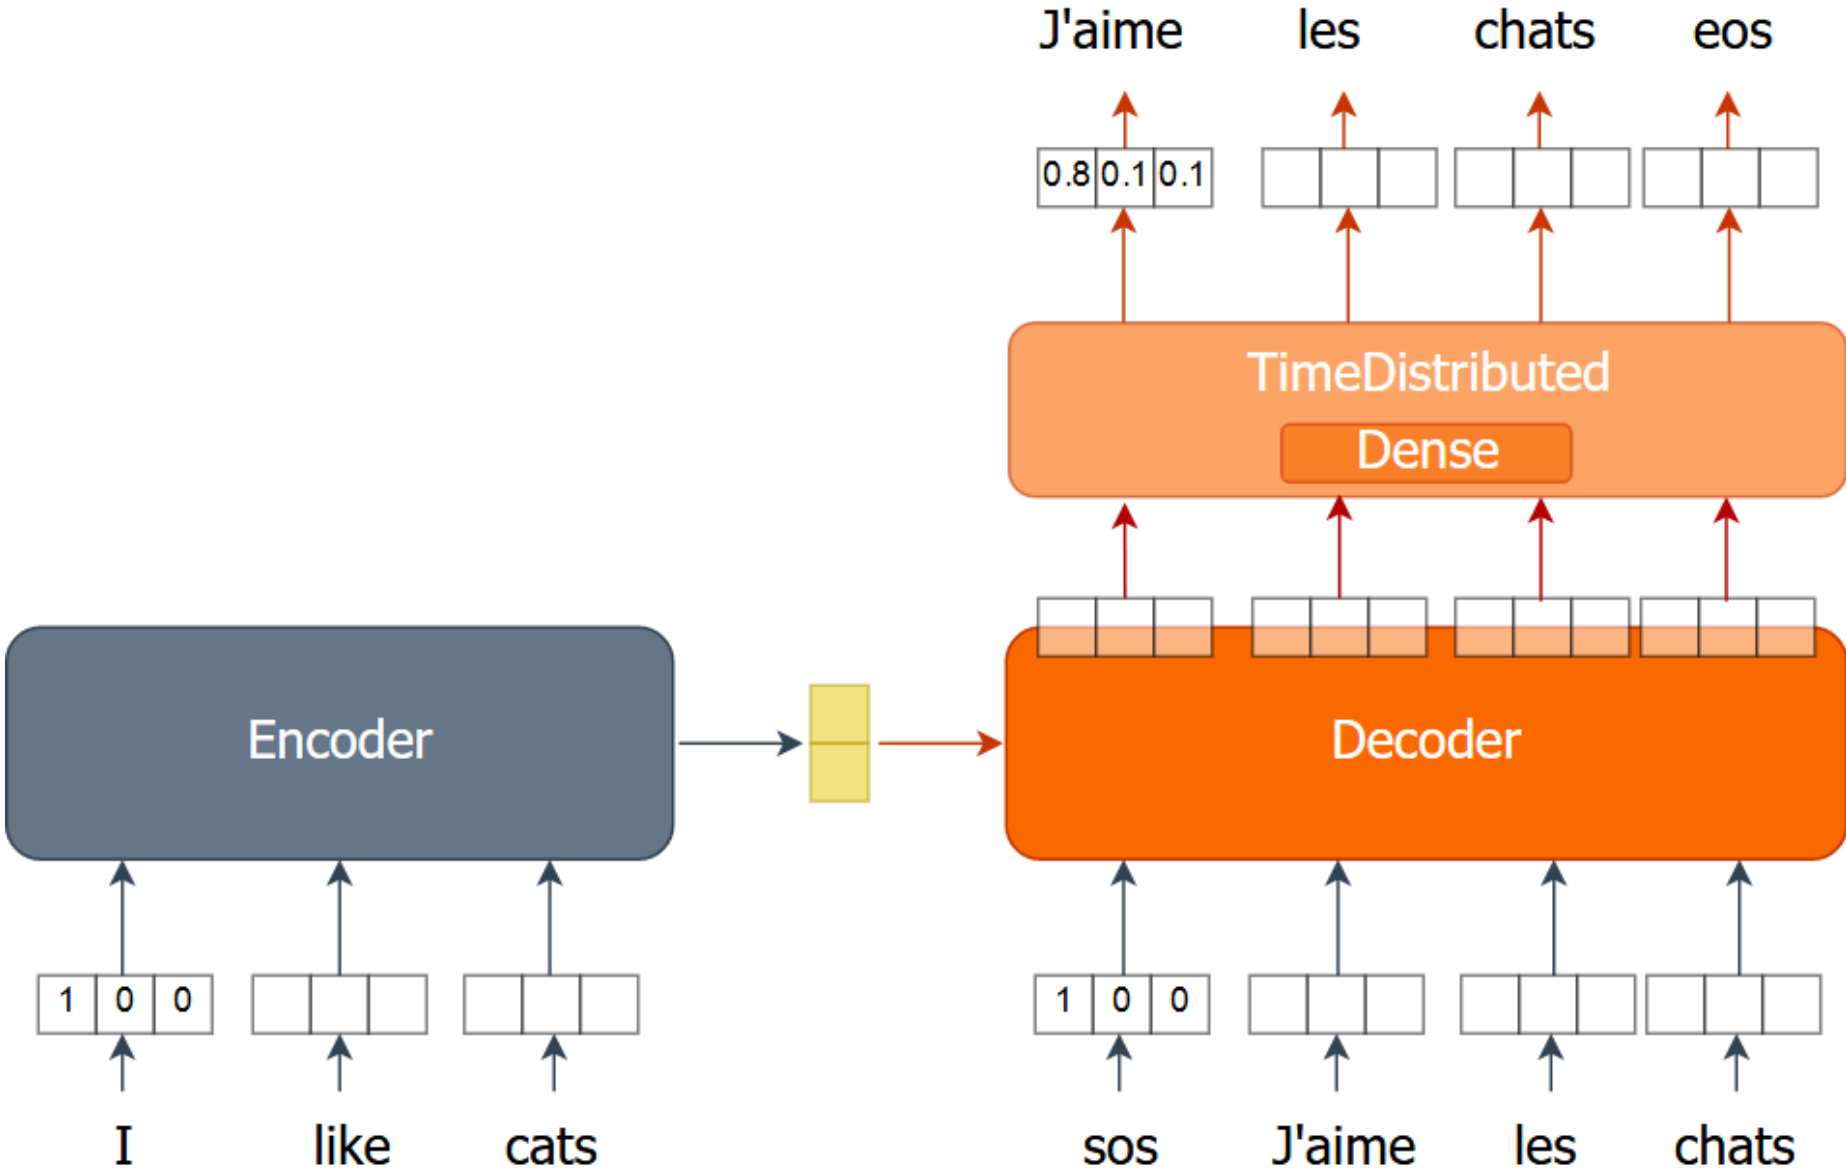 J'aime les chats eos
0.8 0.1 0.1
TimeDistributed
Dense
Encoder
Decoder
1 0 0
1 0 0
I like cats
sos J'aime les chats